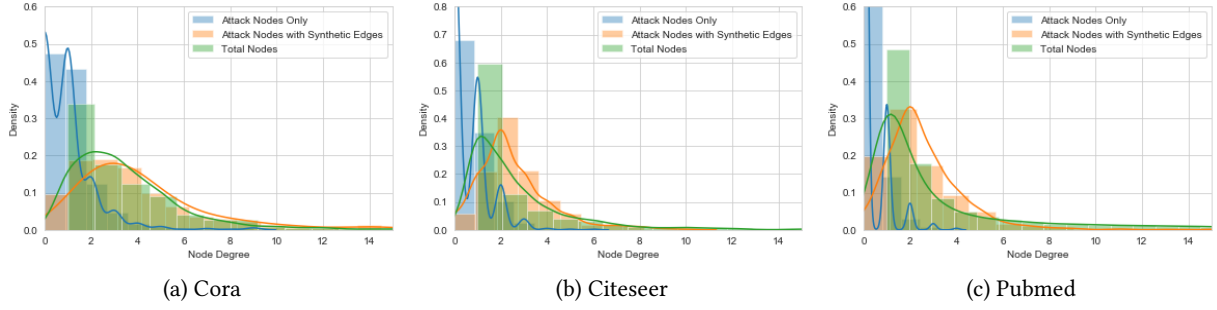 0.6
0.5
0.4
0.3
0.2
0.1
0.0
Density
0 2 4 6 8 10 12 14
Node Degree
Attack Nodes Only
Attack Nodes with Synthetic Edges
Total Nodes
(a) Cora
0.8
0.7
0.6
0.5
0.4
0.3
0.2
0.1
0.0
Density
0 2 4 6 8 10 12 14
Node Degree
Attack Nodes Only
Attack Nodes with Synthetic Edges
Total Nodes
(b) Citeseer
0.6
0.5
0.4
0.3
0.2
0.1
0.0
Density
0 2 4 6 8 10 12 14
Node Degree
Attack Nodes Only
Attack Nodes with Synthetic Edges
Total Nodes
(c) Pubmed